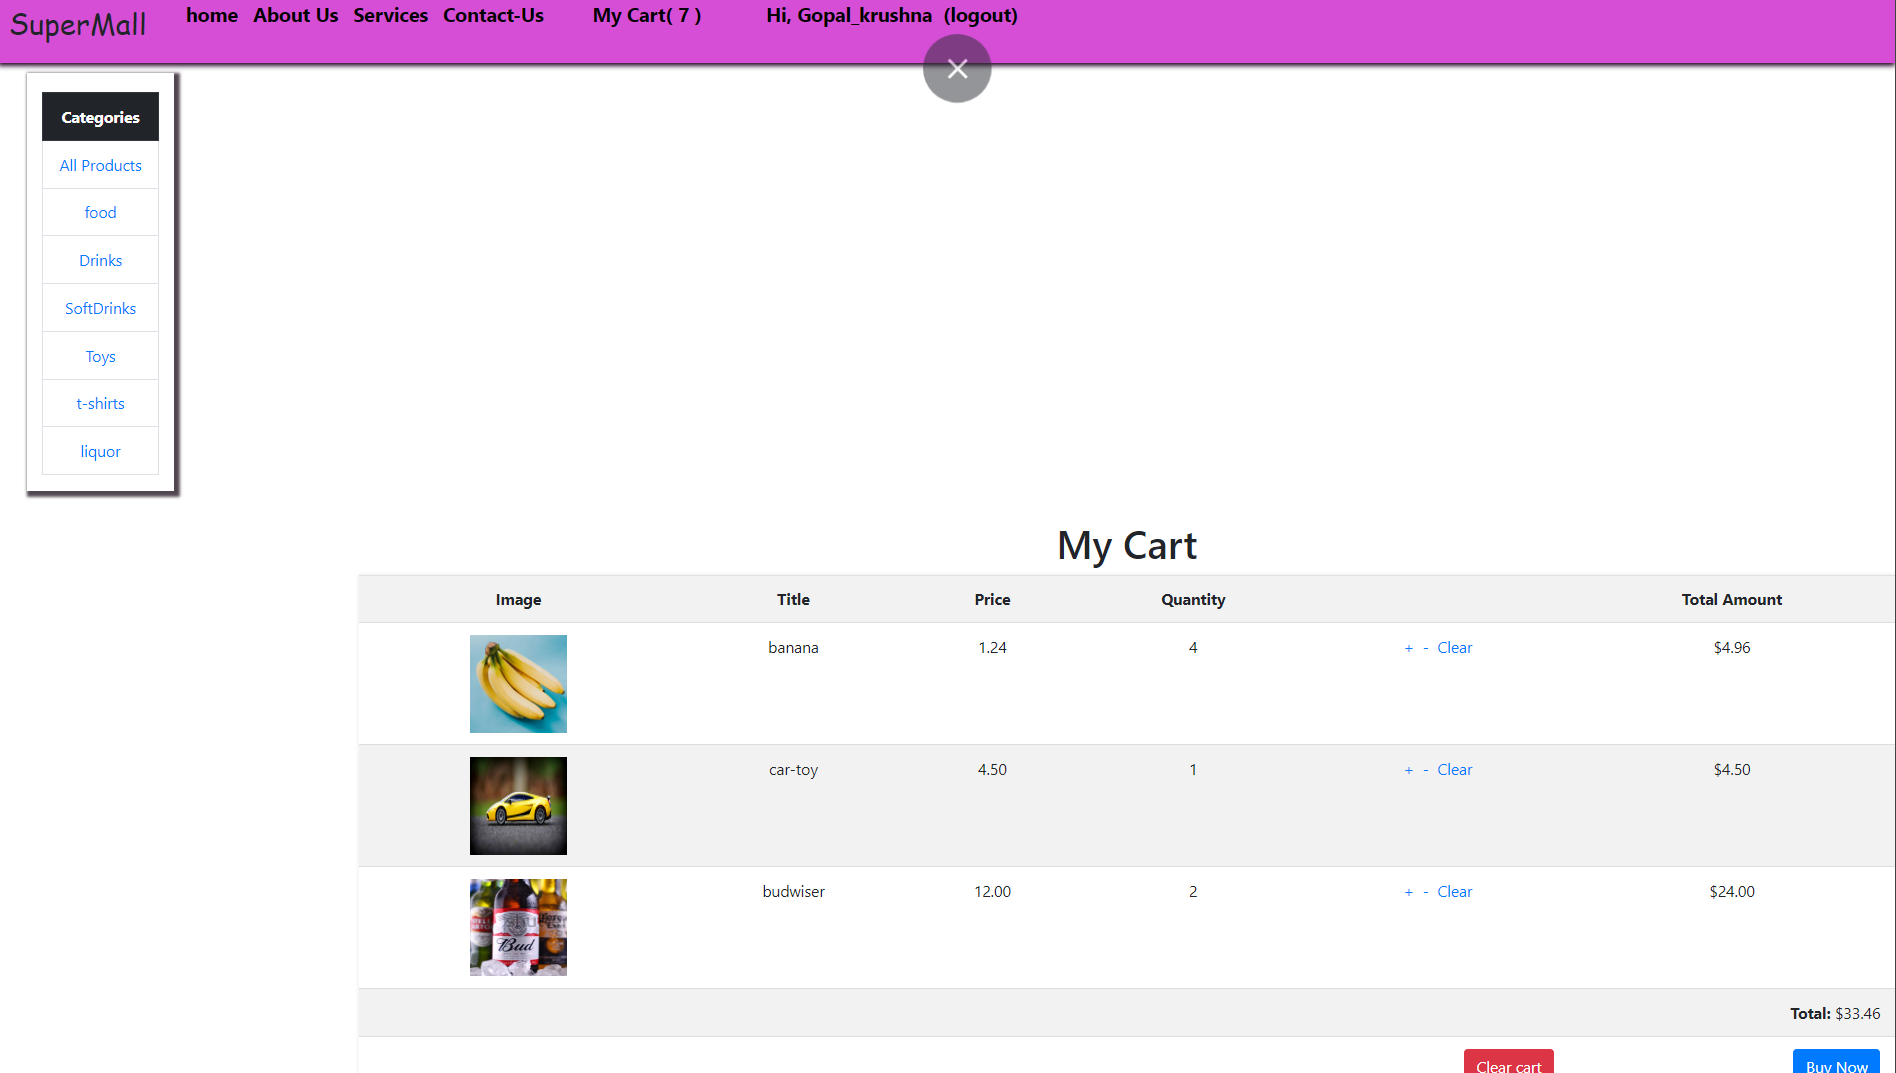 SuperMall home About Us Services Contact-Us My Cart( 7 ) Hi, Gopal_krushna (logout)
Categories
All Products
food
Drinks
SoftDrinks
Toys
t-shirts
liquor
My Cart
Image Title Price Quantity Total Amount
banana 1.24 4 + - Clear $4.96
car-toy 4.50 1 + - Clear $4.50
budwiser 12.00 2 + - Clear $24.00
Bud
Total: $33.46
Clear cart Buy Now